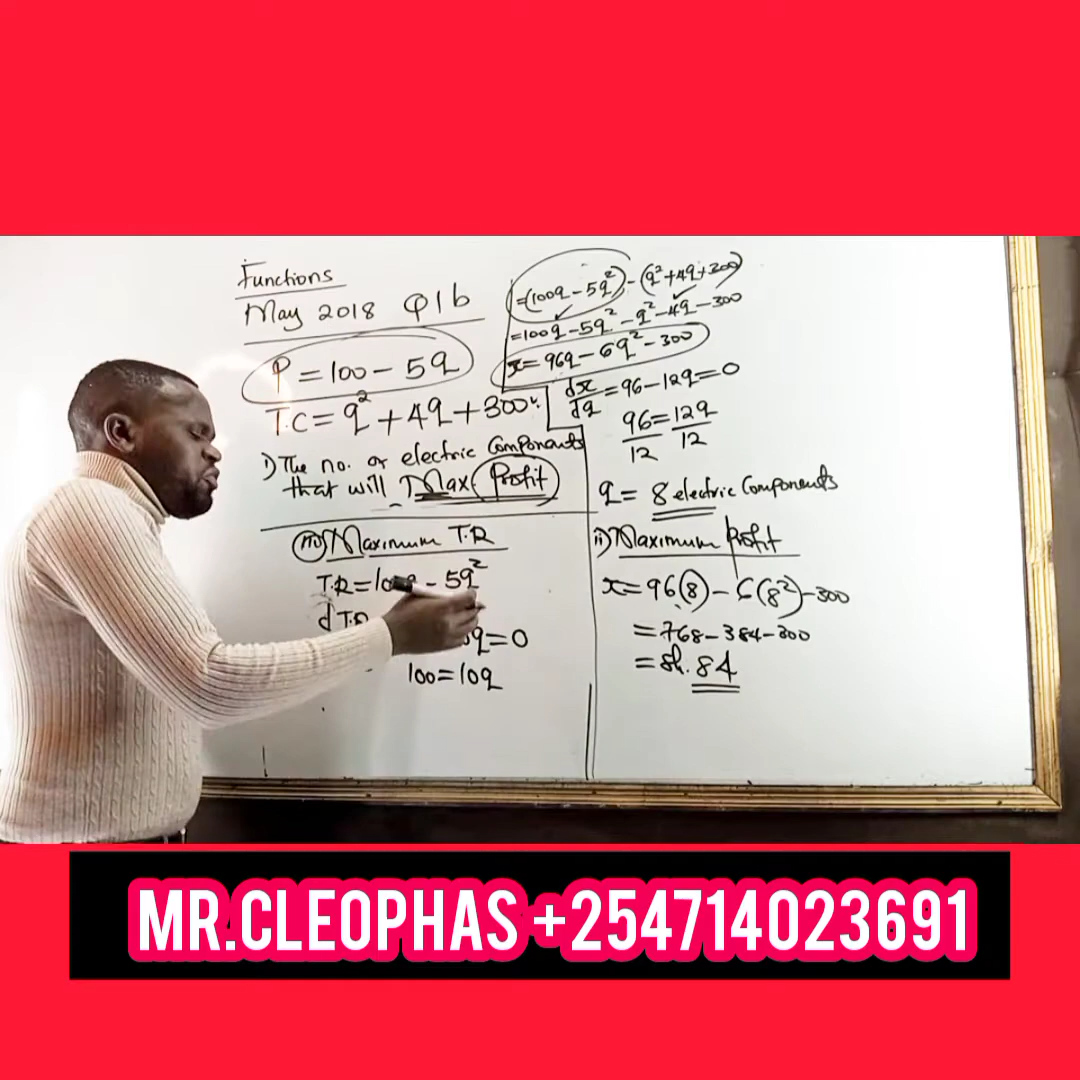 Functions
May 2018 Q1b
P = 100 - 5q
T.C = q² + 4q + 300
i) The no. of electric components
that will Max Profit
iii) Maximum T.R
T.R = - 5q²
q = 0
100 = 10q
= (100q - 5q²) - (q² + 4q + 300)
= 100q - 5q² - q² - 4q - 300
π = 96q - 6q² - 300
dπ/dq = 96 - 12q = 0
96/12 = 12q/12
q = 8 electric components
ii) Maximum Profit
π = 96(8) - 6(8²) - 300
= 768 - 384 - 300
= sh. 84
MR.CLEOPHAS +254714023691